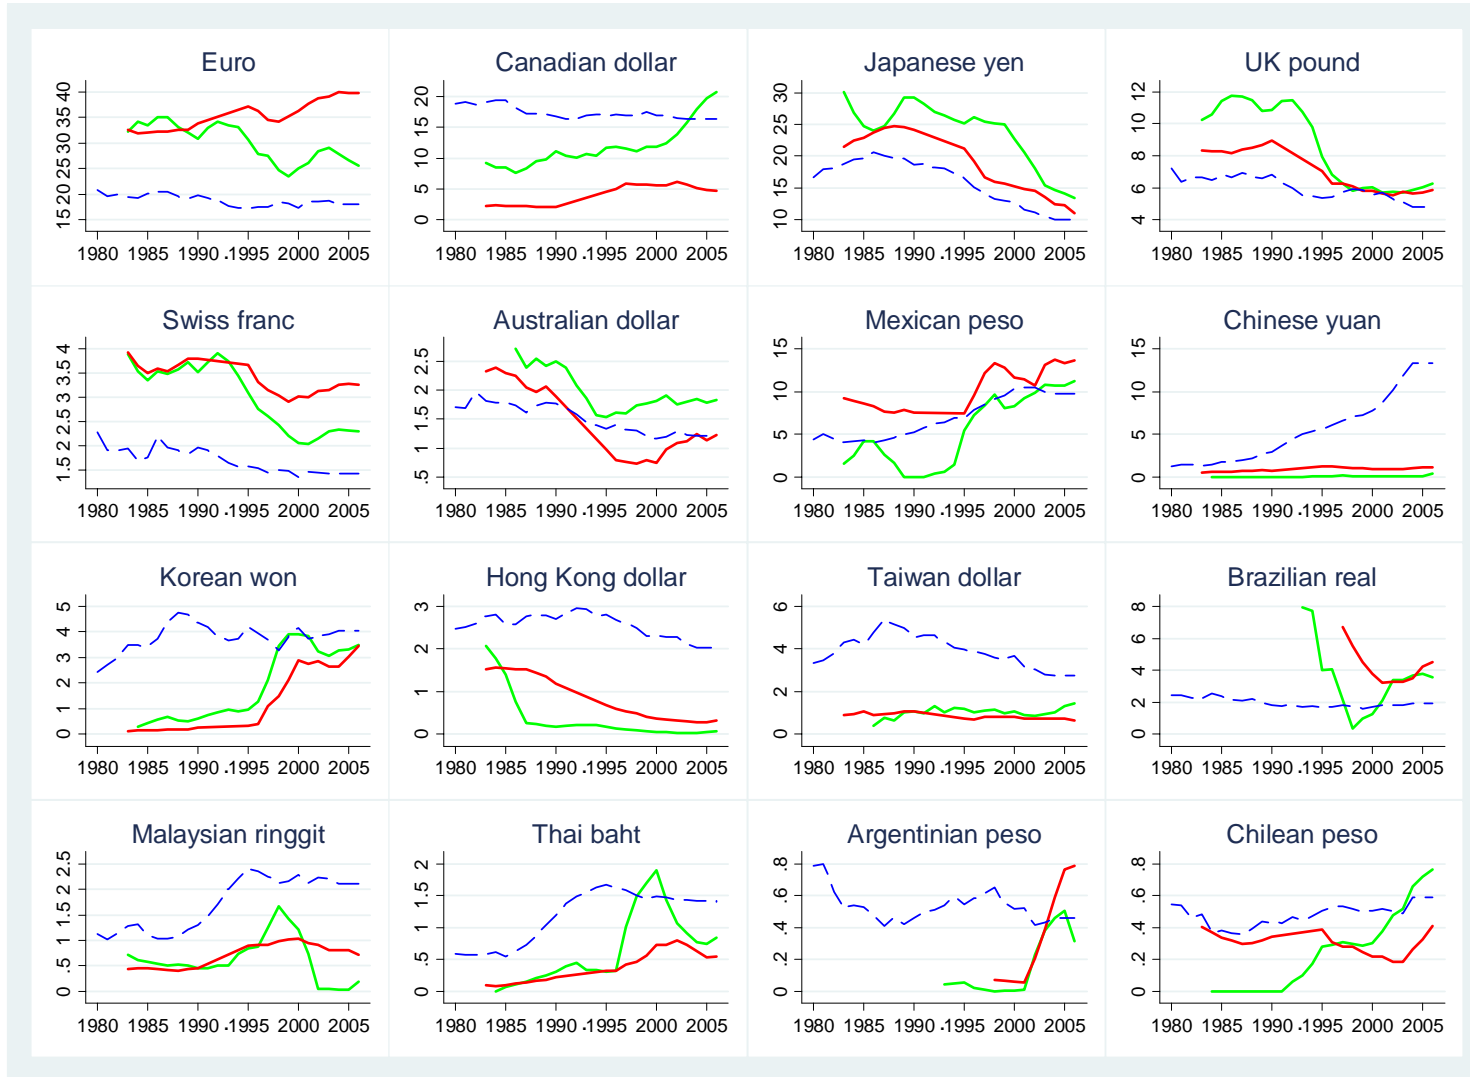 Euro
15 20 25 30 35 40
1980 1985 1990 .1995 2000 2005
Canadian dollar
0 5 10 15 20
1980 1985 1990 .1995 2000 2005
Japanese yen
10 15 20 25 30
1980 1985 1990 .1995 2000 2005
UK pound
4 6 8 10 12
1980 1985 1990 .1995 2000 2005
Swiss franc
1.5 2 2.5 3 3.5 4
1980 1985 1990 .1995 2000 2005
Australian dollar
.5 1 1.5 2 2.5
1980 1985 1990 .1995 2000 2005
Mexican peso
0 5 10 15
1980 1985 1990 .1995 2000 2005
Chinese yuan
0 5 10 15
1980 1985 1990 .1995 2000 2005
Korean won
0 1 2 3 4 5
1980 1985 1990 .1995 2000 2005
Hong Kong dollar
0 1 2 3
1980 1985 1990 .1995 2000 2005
Taiwan dollar
0 2 4 6
1980 1985 1990 .1995 2000 2005
Brazilian real
0 2 4 6 8
1980 1985 1990 .1995 2000 2005
Malaysian ringgit
0 .5 1 1.5 2 2.5
1980 1985 1990 .1995 2000 2005
Thai baht
0 .5 1 1.5 2
1980 1985 1990 .1995 2000 2005
Argentinian peso
0 .2 .4 .6 .8
1980 1985 1990 .1995 2000 2005
Chilean peso
0 .2 .4 .6 .8
1980 1985 1990 .1995 2000 2005